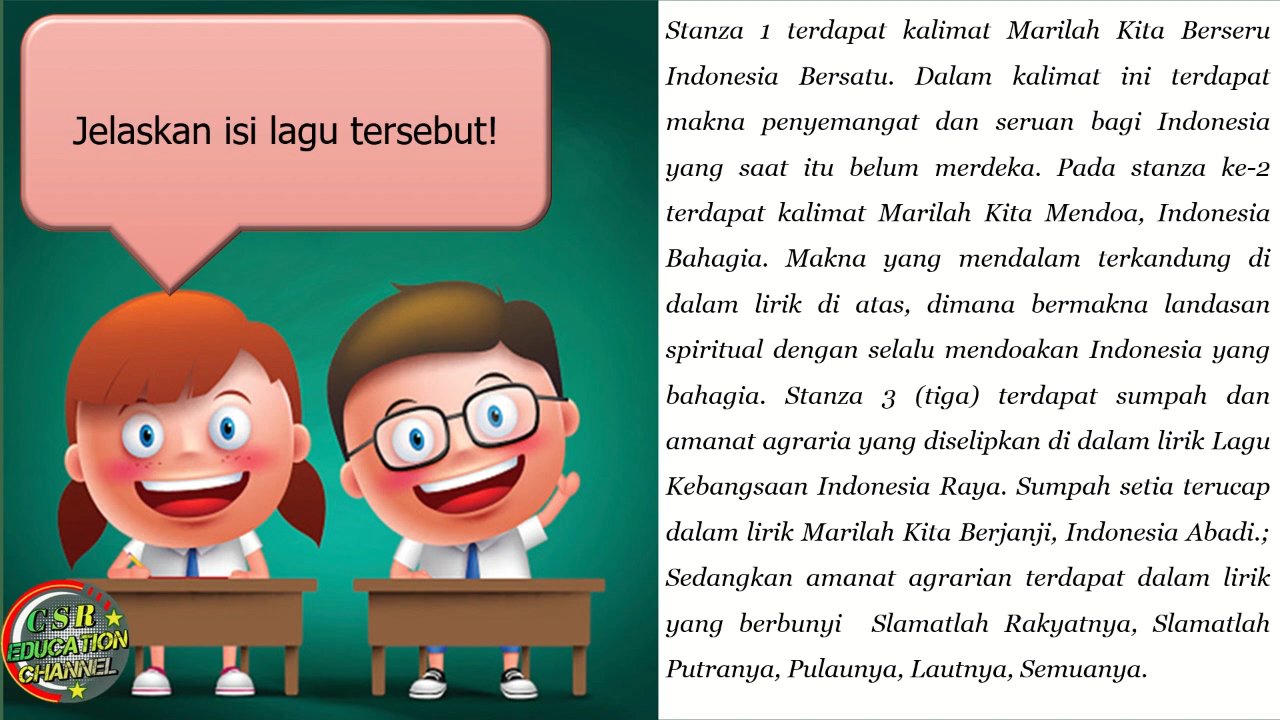 Jelaskan isi lagu tersebut!
Stanza 1 terdapat kalimat Marilah Kita Berseru
Indonesia Bersatu. Dalam kalimat ini terdapat
makna penyemangat dan seruan bagi Indonesia
yang saat itu belum merdeka. Pada stanza ke-2
terdapat kalimat Marilah Kita Mendoa, Indonesia
Bahagia. Makna yang mendalam terkandung di
dalam lirik di atas, dimana bermakna landasan
spiritual dengan selalu mendoakan Indonesia yang
bahagia. Stanza 3 (tiga) terdapat sumpah dan
amanat agraria yang diselipkan di dalam lirik Lagu
Kebangsaan Indonesia Raya. Sumpah setia terucap
dalam lirik Marilah Kita Berjanji, Indonesia Abadi.;
Sedangkan amanat agrarian terdapat dalam lirik
yang berbunyi Slamatlah Rakyatnya, Slamatlah
Putranya, Pulaunya, Lautnya, Semuanya.
CSR
EDUCATION
CHANNEL